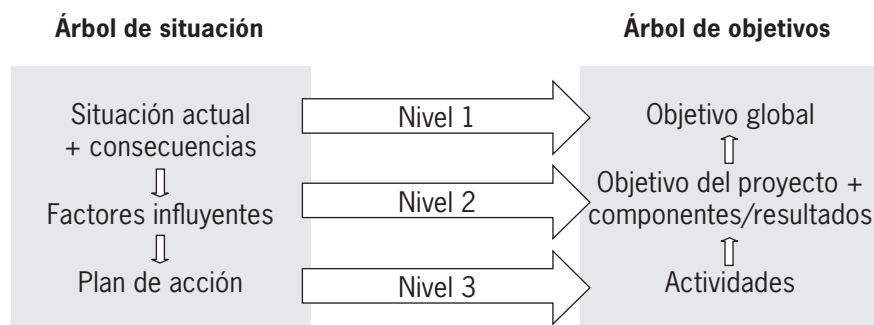 Árbol de situación
Árbol de objetivos
Situación actual
+ consecuencias
Factores influyentes
Plan de acción
Nivel 1
Nivel 2
Nivel 3
Objetivo global
Objetivo del proyecto +
componentes/resultados
Actividades